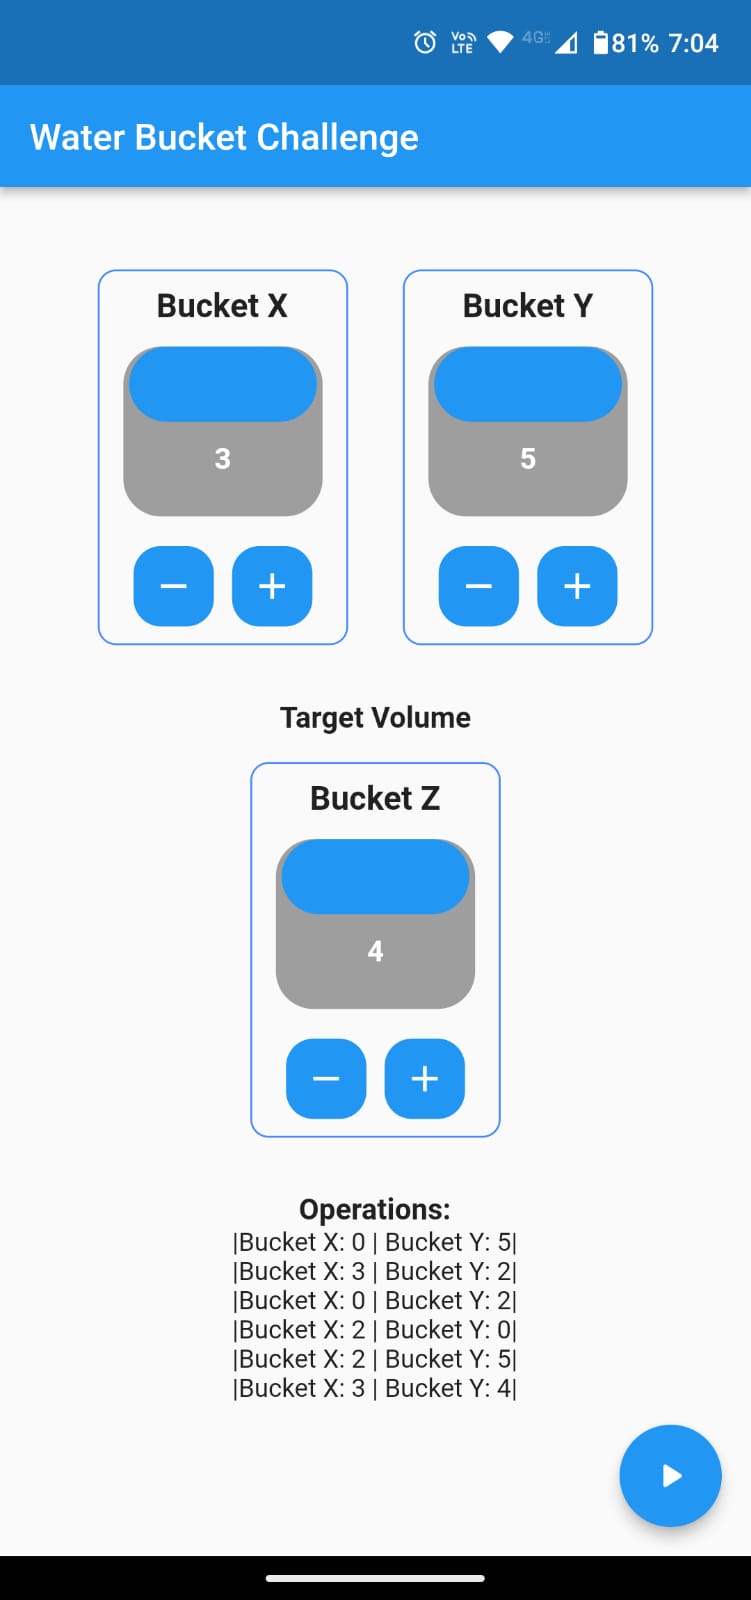 Vo LTE 4G 81% 7:04
Water Bucket Challenge
Bucket X Bucket Y
3 5
− + − +
Target Volume
Bucket Z
4
− +
Operations:
|Bucket X: 0 | Bucket Y: 5|
|Bucket X: 3 | Bucket Y: 2|
|Bucket X: 0 | Bucket Y: 2|
|Bucket X: 2 | Bucket Y: 0|
|Bucket X: 2 | Bucket Y: 5|
|Bucket X: 3 | Bucket Y: 4|